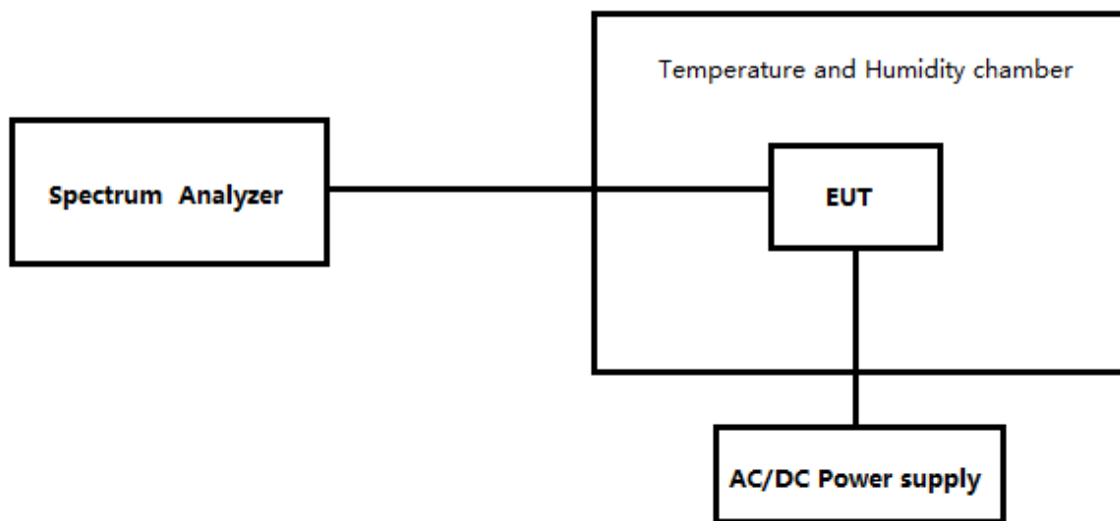 Temperature and Humidity chamber
Spectrum Analyzer
EUT
AC/DC Power supply